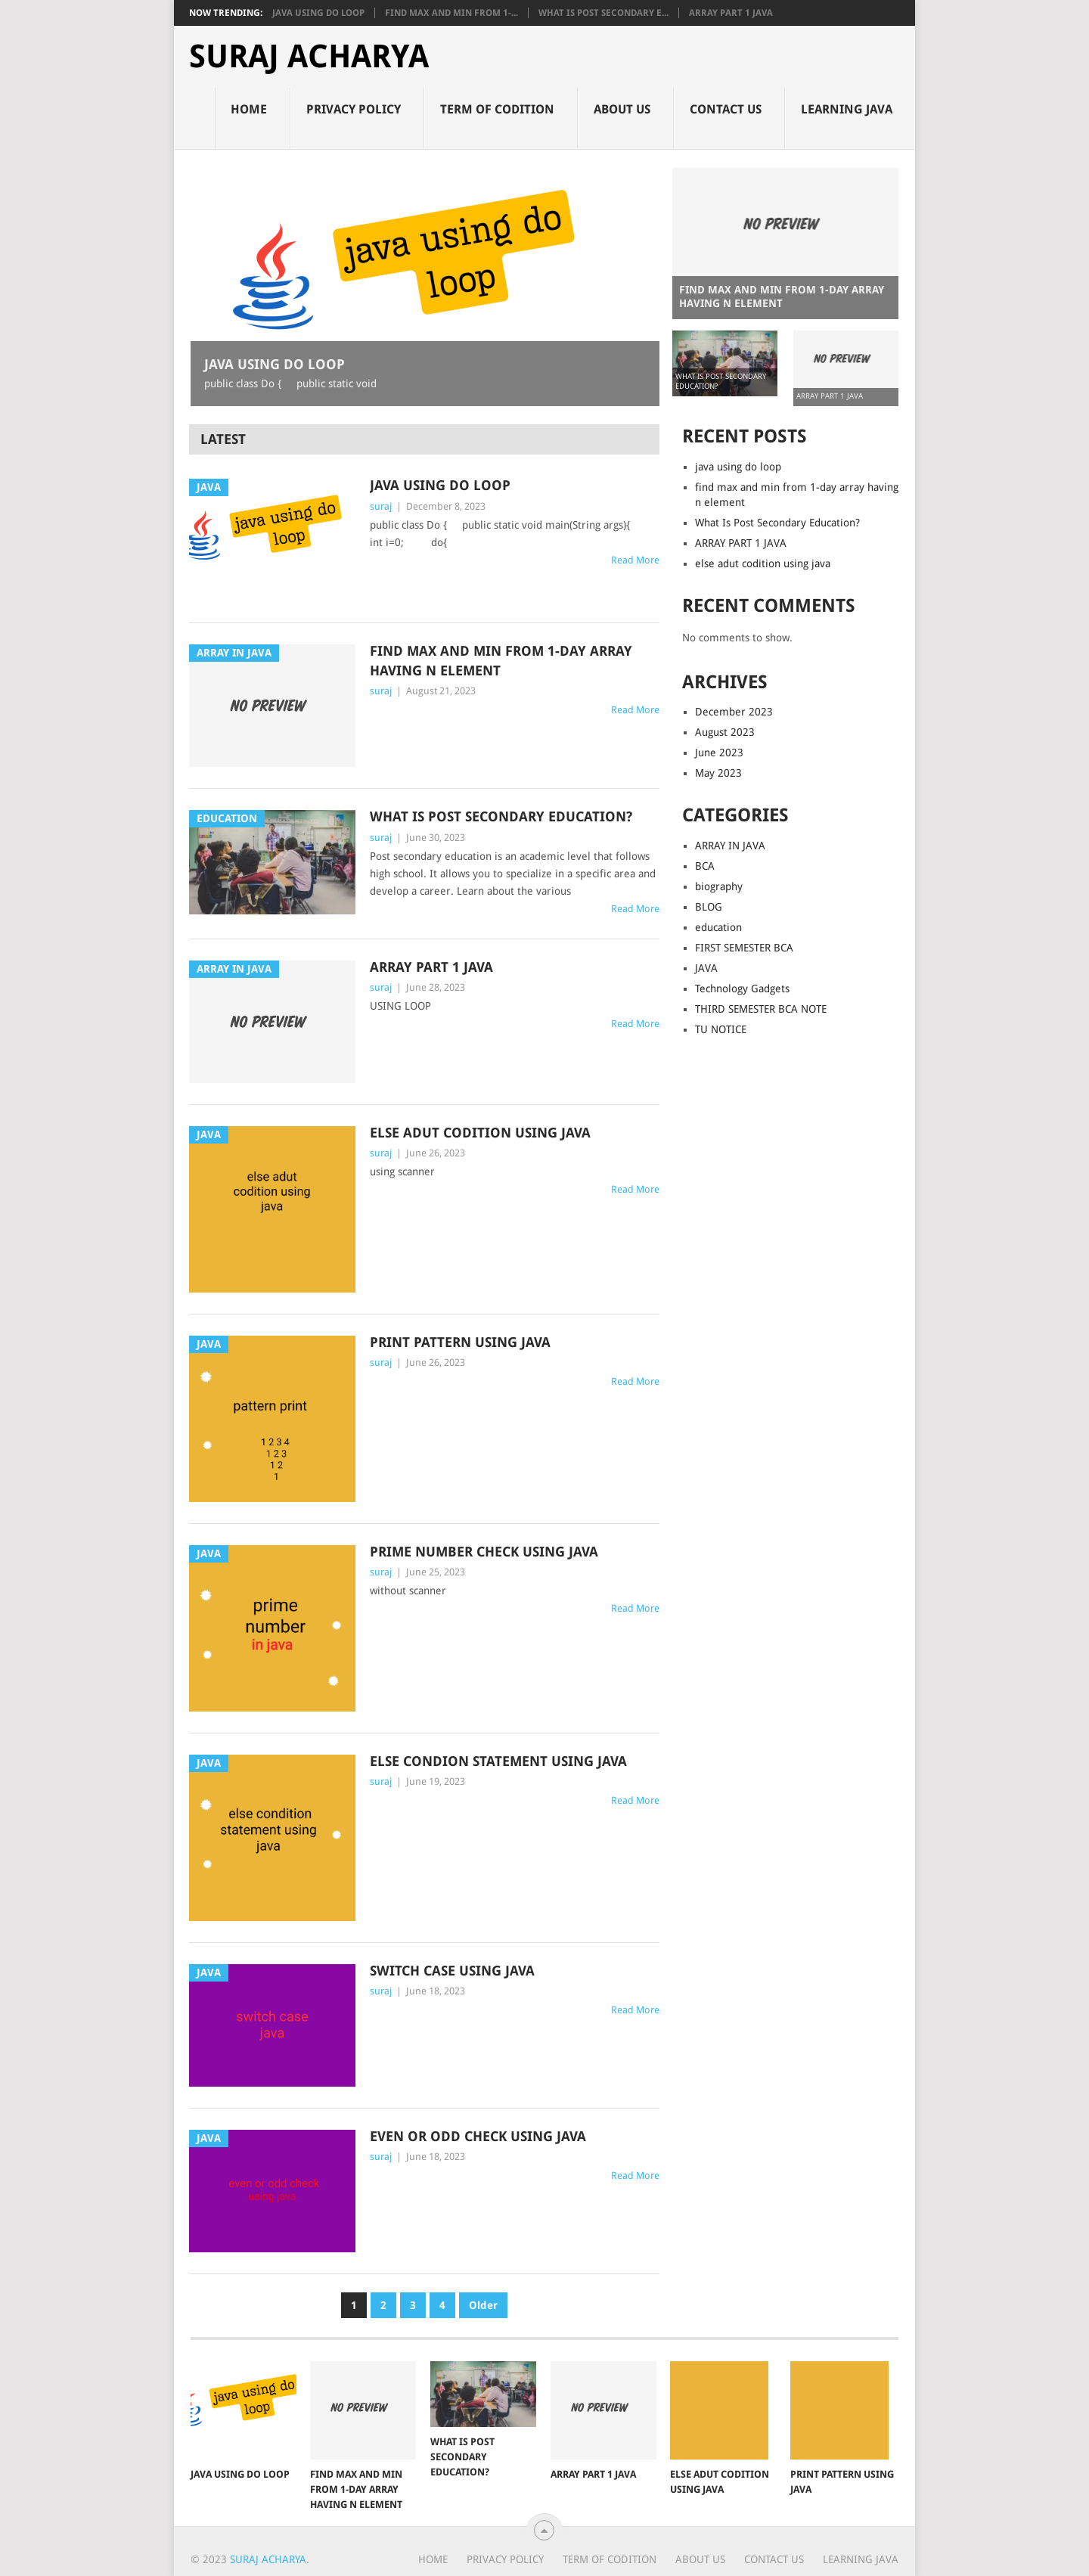 NOW TRENDING: JAVA USING DO LOOP FIND MAX AND MIN FROM 1-... WHAT IS POST SECONDARY E... ARRAY PART 1 JAVA
SURAJ ACHARYA
HOME PRIVACY POLICY TERM OF CODITION ABOUT US CONTACT US LEARNING JAVA
java using do
loop
JAVA USING DO LOOP
public class Do { public static void
NO PREVIEW
FIND MAX AND MIN FROM 1-DAY ARRAY
HAVING N ELEMENT
WHAT IS POST SECONDARY
EDUCATION?
NO PREVIEW
ARRAY PART 1 JAVA
LATEST
JAVA
java using do
loop
JAVA USING DO LOOP
suraj | December 8, 2023
public class Do { public static void main(String args){
int i=0; do{
Read More
ARRAY IN JAVA
NO PREVIEW
FIND MAX AND MIN FROM 1-DAY ARRAY
HAVING N ELEMENT
suraj | August 21, 2023
Read More
EDUCATION
WHAT IS POST SECONDARY EDUCATION?
suraj | June 30, 2023
Post secondary education is an academic level that follows
high school. It allows you to specialize in a specific area and
develop a career. Learn about the various
Read More
ARRAY IN JAVA
NO PREVIEW
ARRAY PART 1 JAVA
suraj | June 28, 2023
USING LOOP
Read More
JAVA
else adut
codition using
java
ELSE ADUT CODITION USING JAVA
suraj | June 26, 2023
using scanner
Read More
JAVA
pattern print
1 2 3 4
1 2 3
1 2
1
PRINT PATTERN USING JAVA
suraj | June 26, 2023
Read More
JAVA
prime
number
in java
PRIME NUMBER CHECK USING JAVA
suraj | June 25, 2023
without scanner
Read More
JAVA
else condition
statement using
java
ELSE CONDION STATEMENT USING JAVA
suraj | June 19, 2023
Read More
JAVA
switch case
java
SWITCH CASE USING JAVA
suraj | June 18, 2023
Read More
JAVA
even or odd check
using java
EVEN OR ODD CHECK USING JAVA
suraj | June 18, 2023
Read More
1 2 3 4 Older
RECENT POSTS
java using do loop
find max and min from 1-day array having
n element
What Is Post Secondary Education?
ARRAY PART 1 JAVA
else adut codition using java
RECENT COMMENTS
No comments to show.
ARCHIVES
December 2023
August 2023
June 2023
May 2023
CATEGORIES
ARRAY IN JAVA
BCA
biography
BLOG
education
FIRST SEMESTER BCA
JAVA
Technology Gadgets
THIRD SEMESTER BCA NOTE
TU NOTICE
java using do
loop
JAVA USING DO LOOP
NO PREVIEW
FIND MAX AND MIN
FROM 1-DAY ARRAY
HAVING N ELEMENT
WHAT IS POST
SECONDARY
EDUCATION?
NO PREVIEW
ARRAY PART 1 JAVA
ELSE ADUT CODITION
USING JAVA
PRINT PATTERN USING
JAVA
© 2023 SURAJ ACHARYA.
HOME PRIVACY POLICY TERM OF CODITION ABOUT US CONTACT US LEARNING JAVA